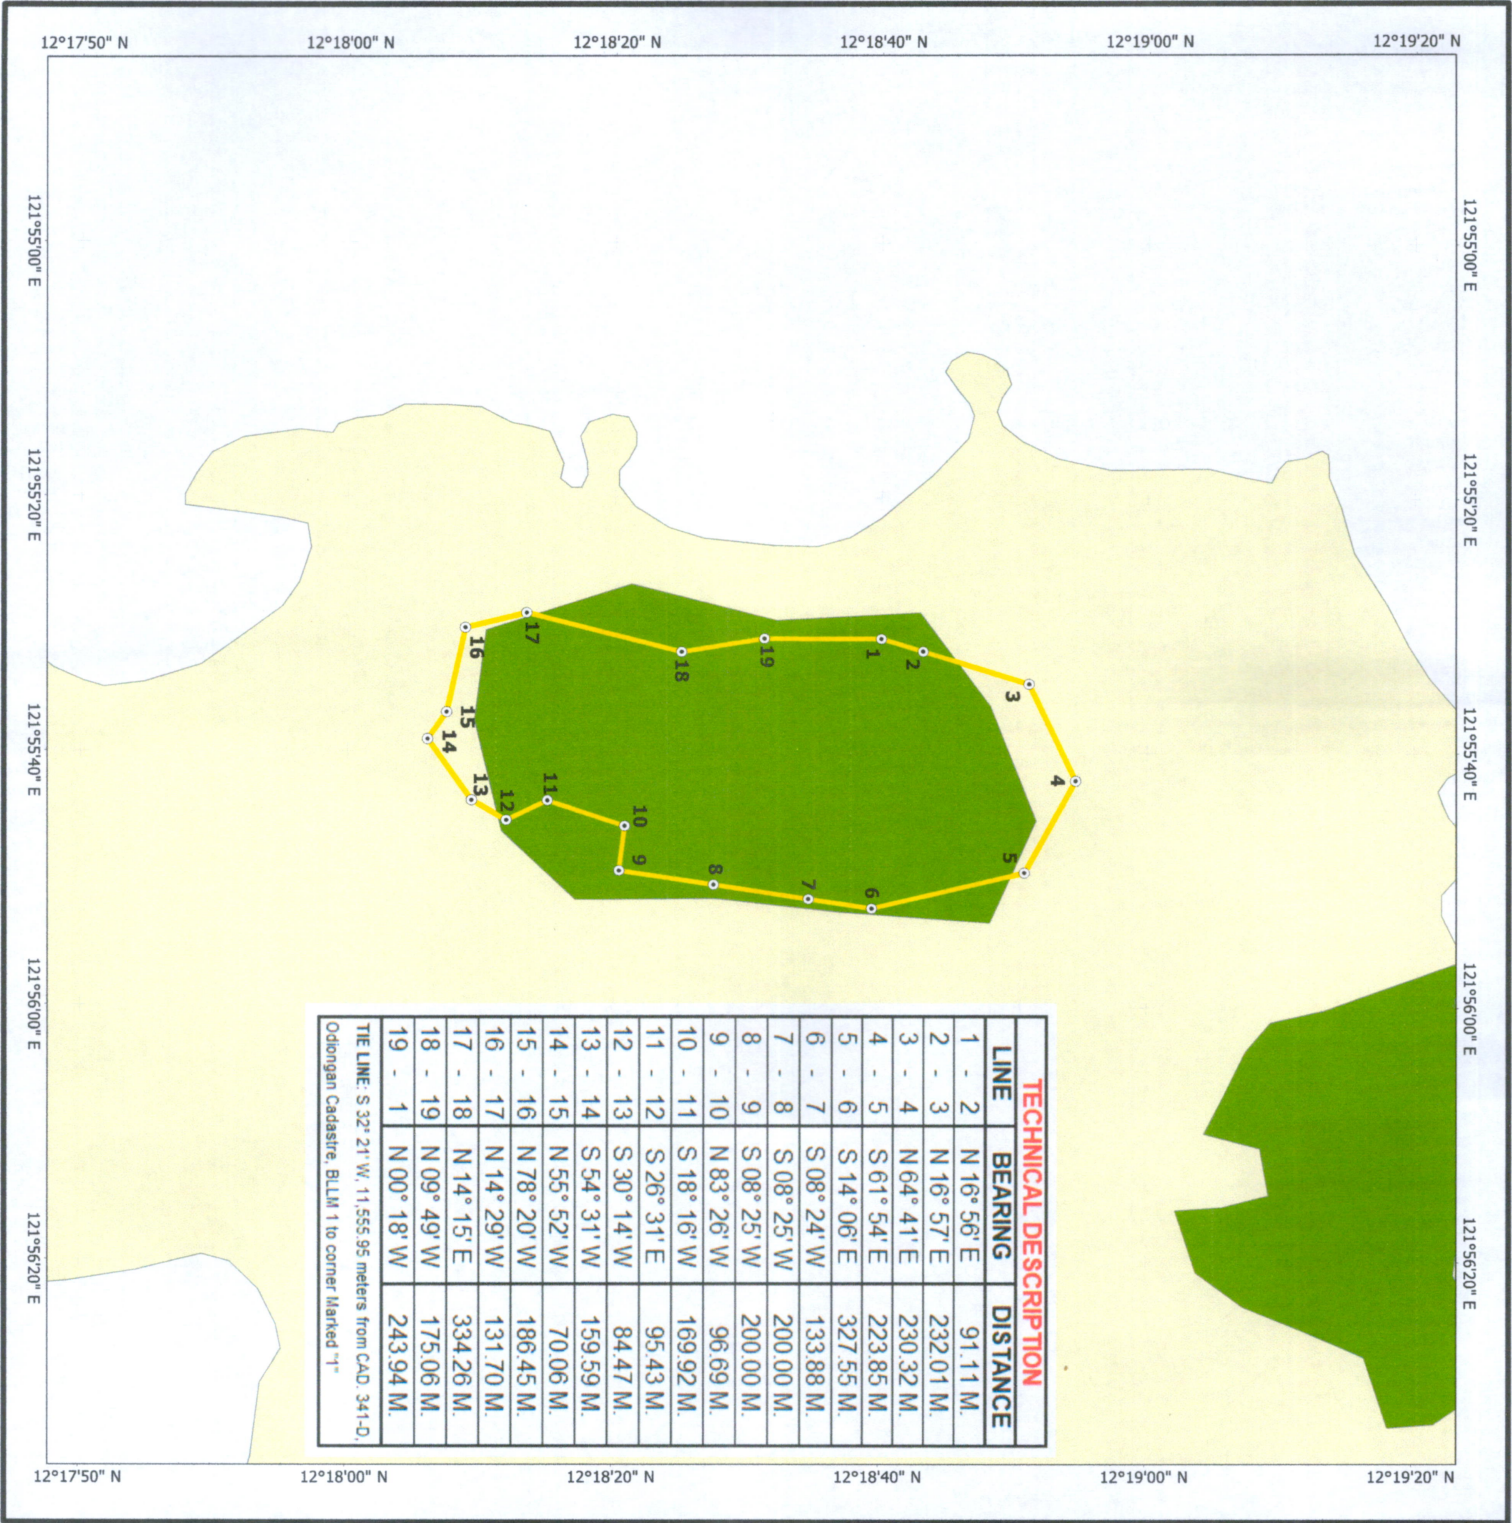 12°17'50" N 12°18'00" N 12°18'20" N 12°18'40" N 12°19'00" N 12°19'20" N
121°55'00" E
121°55'20" E
121°55'40" E
121°56'00" E
121°56'20" E
121°55'00" E
121°55'20" E
121°55'40" E
121°56'00" E
121°56'20" E
1
2
3
4
5
6
7
8
9
10
11
12
13
14
15
16
17
18
19
TECHNICAL DESCRIPTION
LINE BEARING DISTANCE
1 - 2 N 16° 56' E 91.11 M.
2 - 3 N 16° 57' E 232.01 M.
3 - 4 N 64° 41' E 230.32 M.
4 - 5 S 61° 54' E 223.85 M.
5 - 6 S 14° 06' E 327.55 M.
6 - 7 S 08° 24' W 133.88 M.
7 - 8 S 08° 25' W 200.00 M.
8 - 9 S 08° 25' W 200.00 M.
9 - 10 N 83° 26' W 96.69 M.
10 - 11 S 18° 16' W 169.92 M.
11 - 12 S 26° 31' E 95.43 M.
12 - 13 S 30° 14' W 84.47 M.
13 - 14 S 54° 31' W 159.59 M.
14 - 15 N 55° 52' W 70.06 M.
15 - 16 N 78° 20' W 186.45 M.
16 - 17 N 14° 29' W 131.70 M.
17 - 18 N 14° 15' E 334.26 M.
18 - 19 N 09° 49' W 175.06 M.
19 - 1 N 00° 18' W 243.94 M.
TIE LINE: S 32° 21' W, 11,555.95 meters from CAD. 341-D,
Odiongan Cadastre, BLLM 1 to corner Marked "1"
12°17'50" N 12°18'00" N 12°18'20" N 12°18'40" N 12°19'00" N 12°19'20" N